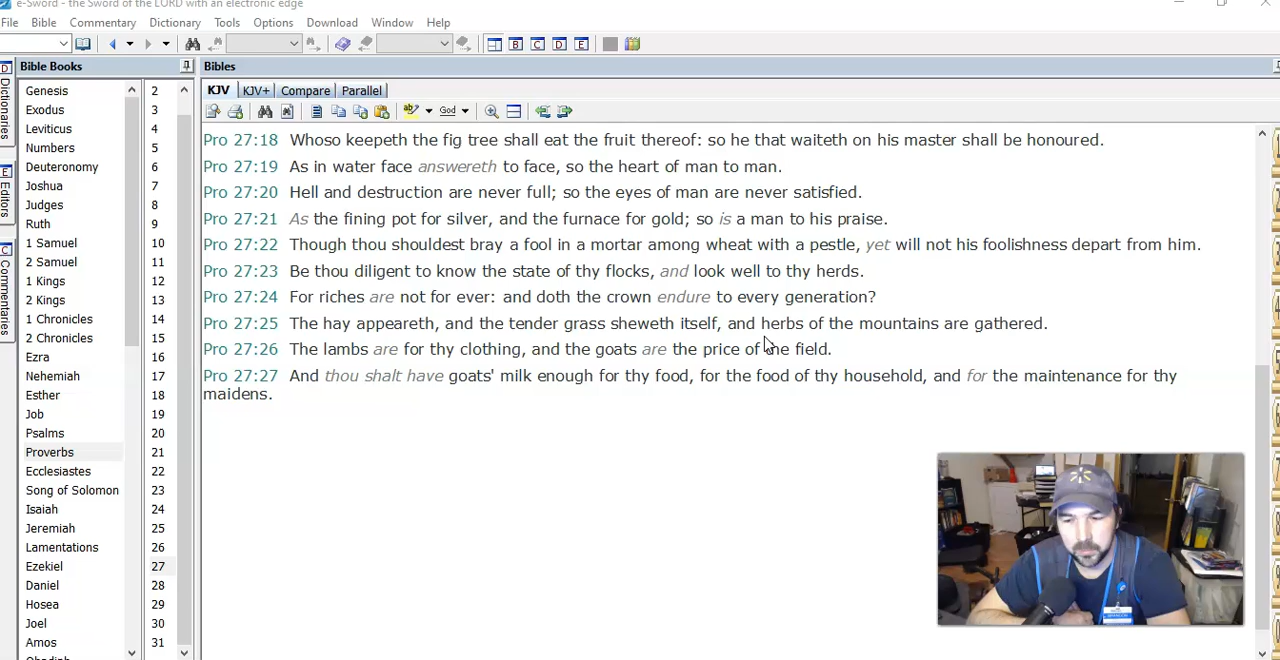 e-Sword - the Sword of the LORD with an electronic edge
File Bible Commentary Dictionary Tools Options Download Window Help
B C D E
Bible Books
Bibles
Dictionaries
Editors
Commentaries
KJV KJV+ Compare Parallel
God
Genesis 2
Exodus 3
Leviticus 4
Numbers 5
Deuteronomy 6
Joshua 7
Judges 8
Ruth 9
1 Samuel 10
2 Samuel 11
1 Kings 12
2 Kings 13
1 Chronicles 14
2 Chronicles 15
Ezra 16
Nehemiah 17
Esther 18
Job 19
Psalms 20
Proverbs 21
Ecclesiastes 22
Song of Solomon 23
Isaiah 24
Jeremiah 25
Lamentations 26
Ezekiel 27
Daniel 28
Hosea 29
Joel 30
Amos 31
Obadiah
Pro 27:18 Whoso keepeth the fig tree shall eat the fruit thereof: so he that waiteth on his master shall be honoured.
Pro 27:19 As in water face answereth to face, so the heart of man to man.
Pro 27:20 Hell and destruction are never full; so the eyes of man are never satisfied.
Pro 27:21 As the fining pot for silver, and the furnace for gold; so is a man to his praise.
Pro 27:22 Though thou shouldest bray a fool in a mortar among wheat with a pestle, yet will not his foolishness depart from him.
Pro 27:23 Be thou diligent to know the state of thy flocks, and look well to thy herds.
Pro 27:24 For riches are not for ever: and doth the crown endure to every generation?
Pro 27:25 The hay appeareth, and the tender grass sheweth itself, and herbs of the mountains are gathered.
Pro 27:26 The lambs are for thy clothing, and the goats are the price of the field.
Pro 27:27 And thou shalt have goats' milk enough for thy food, for the food of thy household, and for the maintenance for thy
maidens.